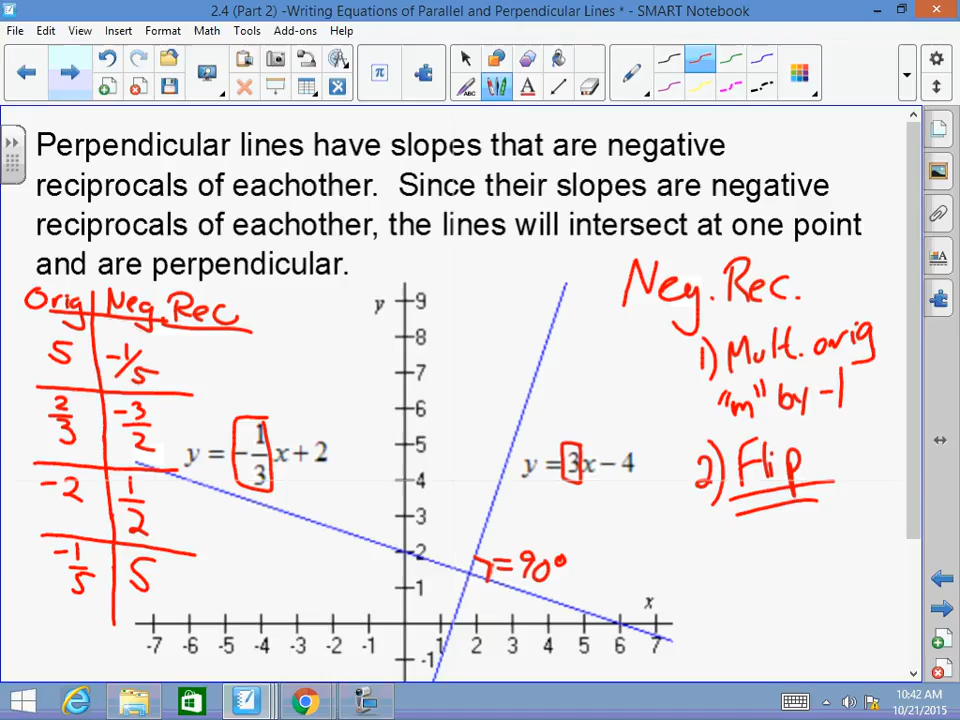 2.4 (Part 2) -Writing Equations of Parallel and Perpendicular Lines * - SMART Notebook
File Edit View Insert Format Math Tools Add-ons Help
Perpendicular lines have slopes that are negative
reciprocals of eachother. Since their slopes are negative
reciprocals of eachother, the lines will intersect at one point
and are perpendicular.
Orig Neg. Rec
5 -1/5
2/3 -3/2
-2 1/2
-1/5 5
Neg. Rec.
1) Mult. orig
"m" by -1
2) Flip
y = -1/3 x + 2
y = 3x - 4
= 90°
y
9
8
7
6
5
4
3
2
1
-1
x
-7 -6 -5 -4 -3 -2 -1 1 2 3 4 5 6 7
10:42 AM
10/21/2015